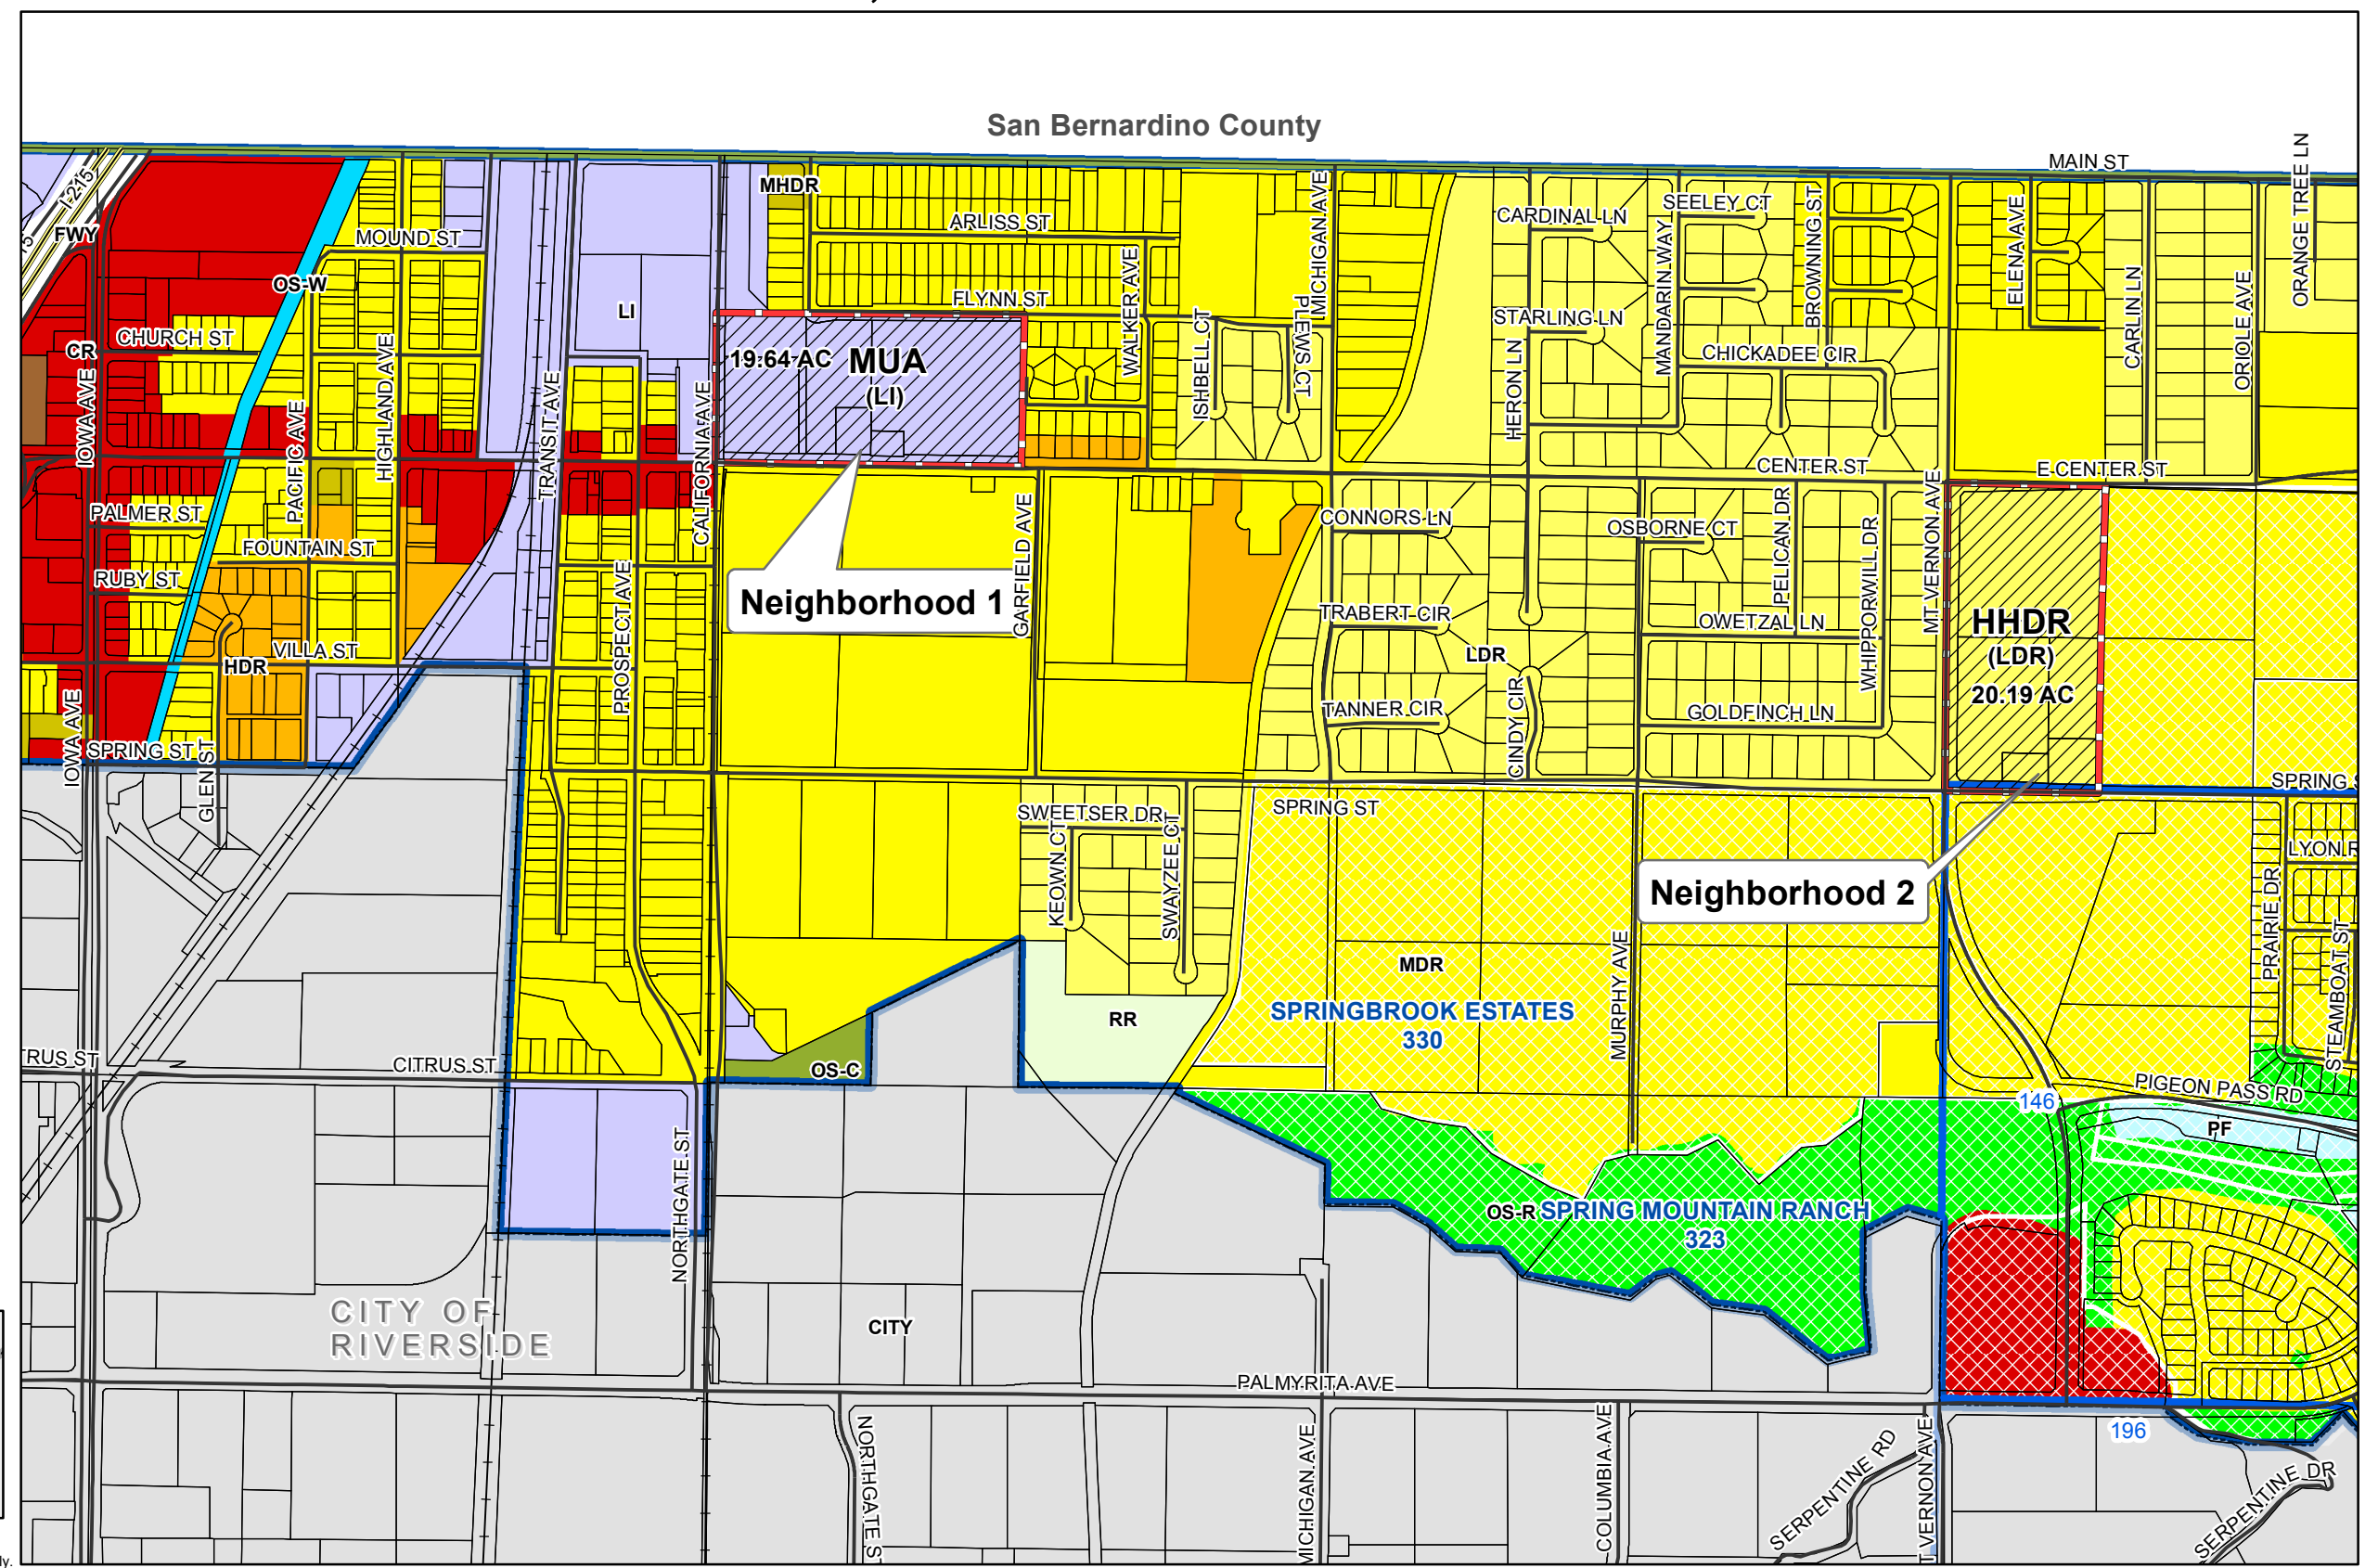 San Bernardino County
MAIN ST
ORANGE TREE LN
I-215
15
FWY
MHDR
ARLISS ST
MICHIGAN AVE
CARDINAL LN
SEELEY CT
MANDARIN WAY
BROWNING ST
ELENA AVE
MOUND ST
OS-W
WALKER AVE
FLYNN ST
LI
ISHBELL CT
PLEWS CT
STARLING LN
HERON LN
CHICKADEE CIR
CARLIN LN
ORIOLE AVE
CHURCH ST
CR
IOWA AVE
PACIFIC AVE
HIGHLAND AVE
TRANSIT AVE
CALIFORNIA AVE
19.64 AC
MUA
(LI)
CENTER ST
E CENTER ST
PALMER ST
FOUNTAIN ST
RUBY ST
VILLA ST
HDR
PROSPECT AVE
GARFIELD AVE
Neighborhood 1
CONNORS LN
OSBORNE CT
PELICAN DR
WHIPPORWILL DR
MT VERNON AVE
TRABERT CIR
OWETZAL LN
LDR
HHDR
(LDR)
20.19 AC
TANNER CIR
CINDY CIR
GOLDFINCH LN
IOWA AVE
SPRING ST
GLEN ST
SPRING S
SWEETSER DR
SPRING ST
KEOWN CT
SWAYZEE CT
Neighborhood 2
LYON R
PRAIRIE DR
STEAMBOAT ST
MURPHY AVE
MDR
SPRINGBROOK ESTATES
330
RR
TRUS ST
CITRUS ST
OS-C
PIGEON PASS RD
146
PF
NORTHGATE ST
OS-R
SPRING MOUNTAIN RANCH
323
CITY OF
RIVERSIDE
CITY
PALMYRITA AVE
196
NORTHGATE ST
MICHIGAN AVE
COLUMBIA AVE
SERPENTINE RD
T VERNON AVE
SERPENTINE DR
ly.